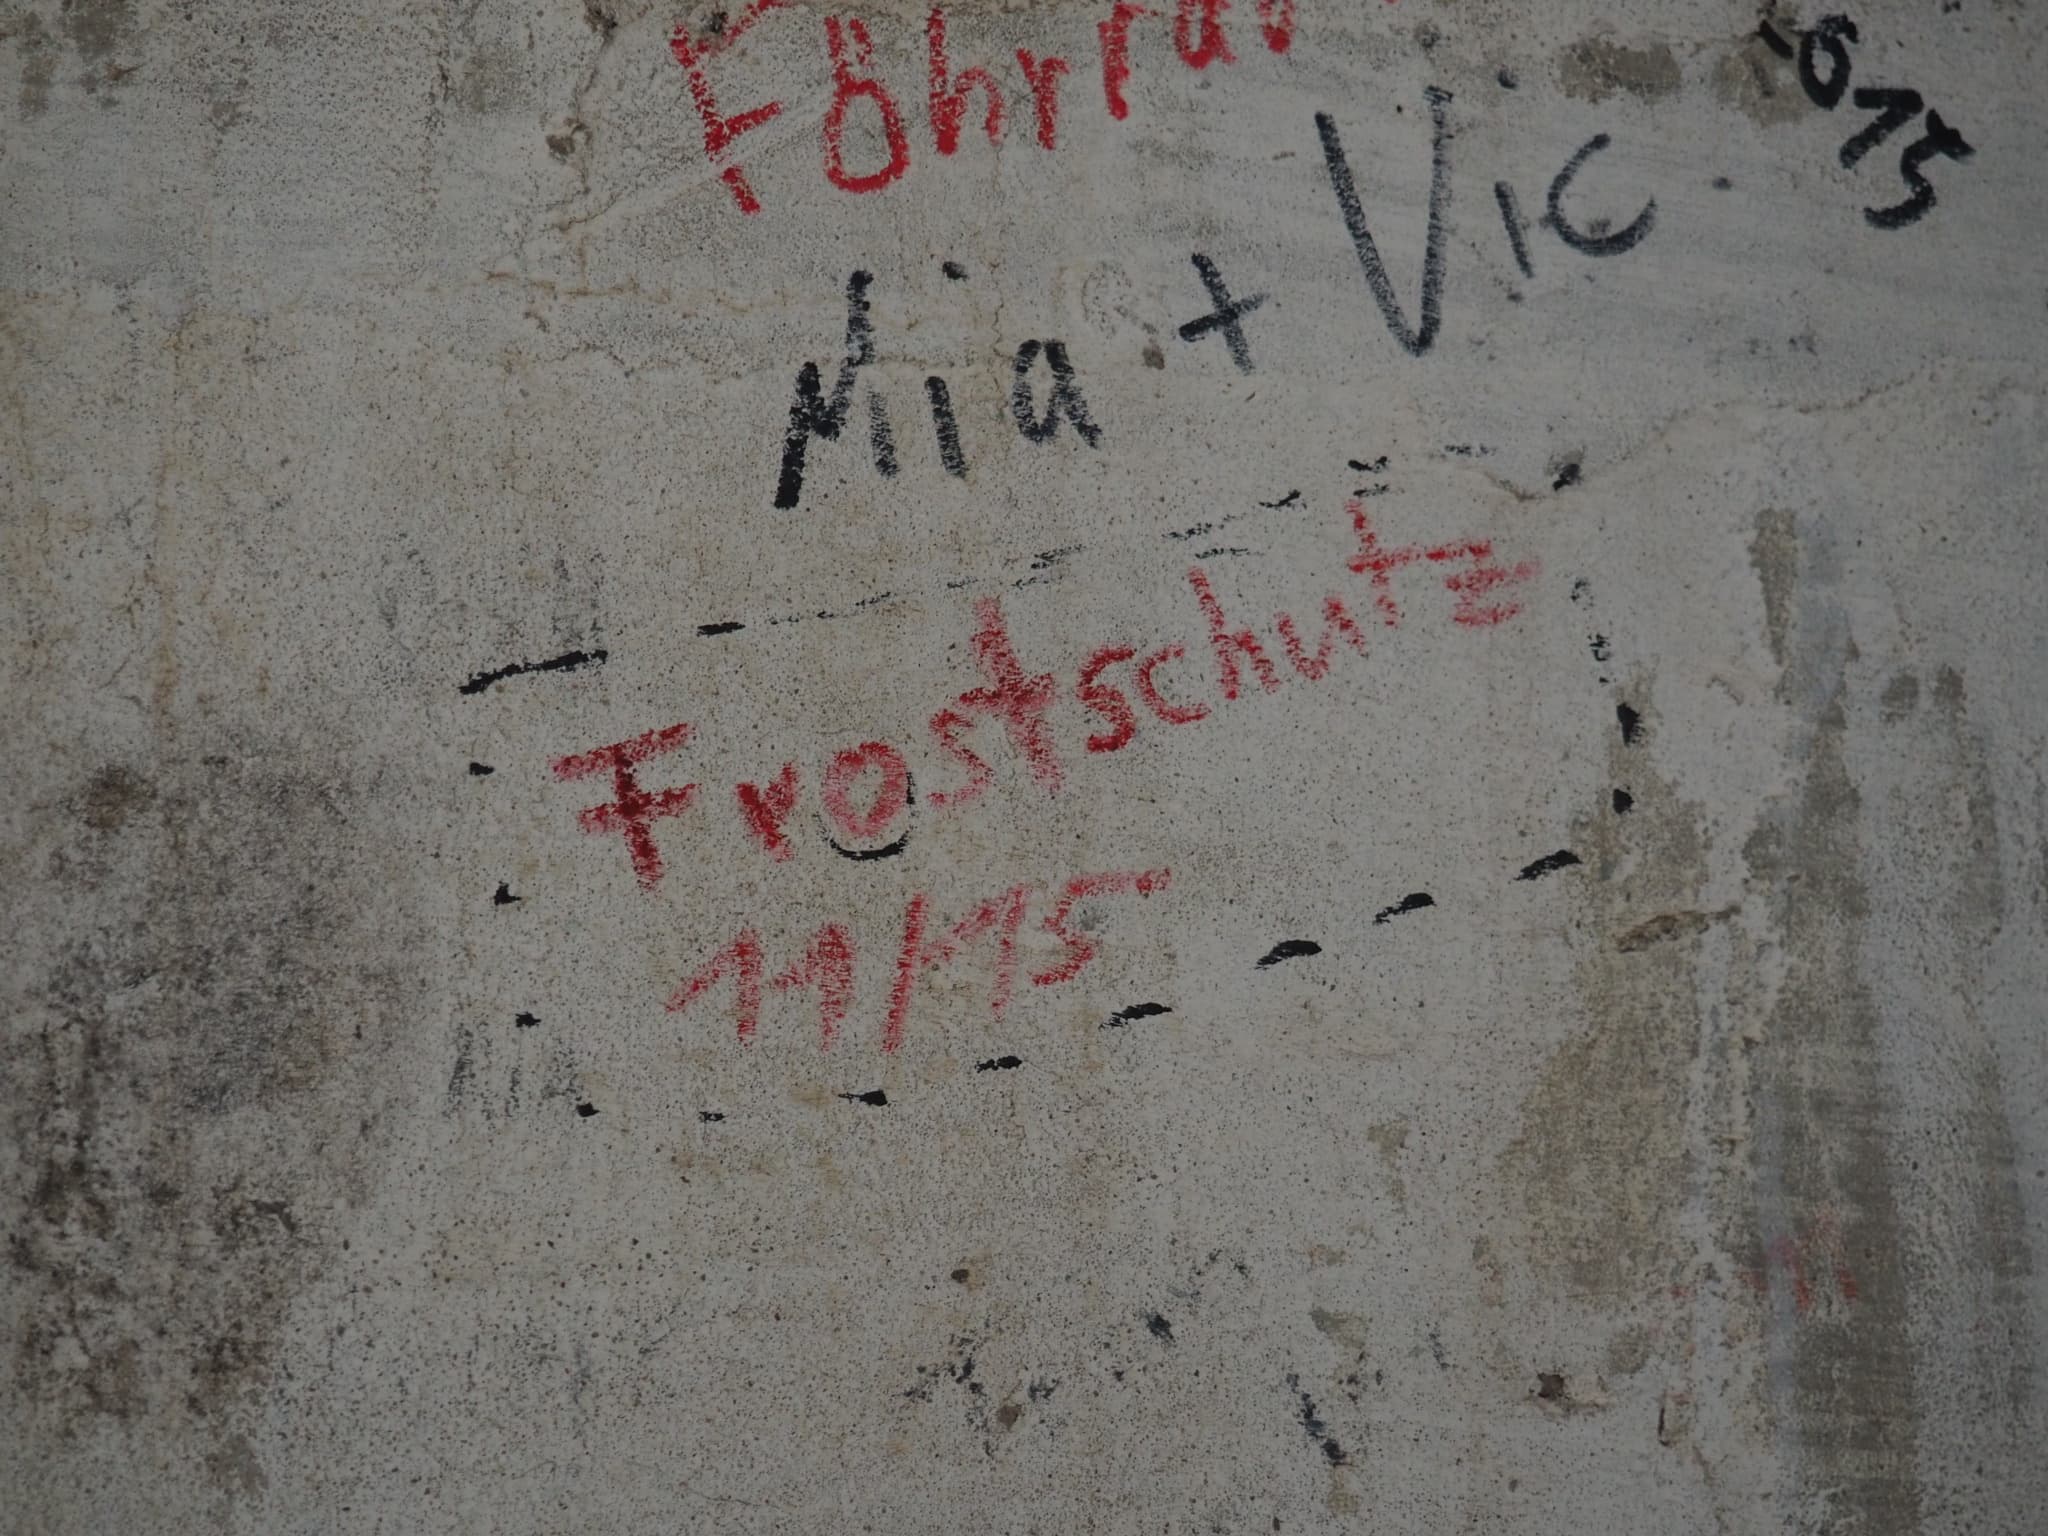 Mia + Vic
Frostschutz
11/15